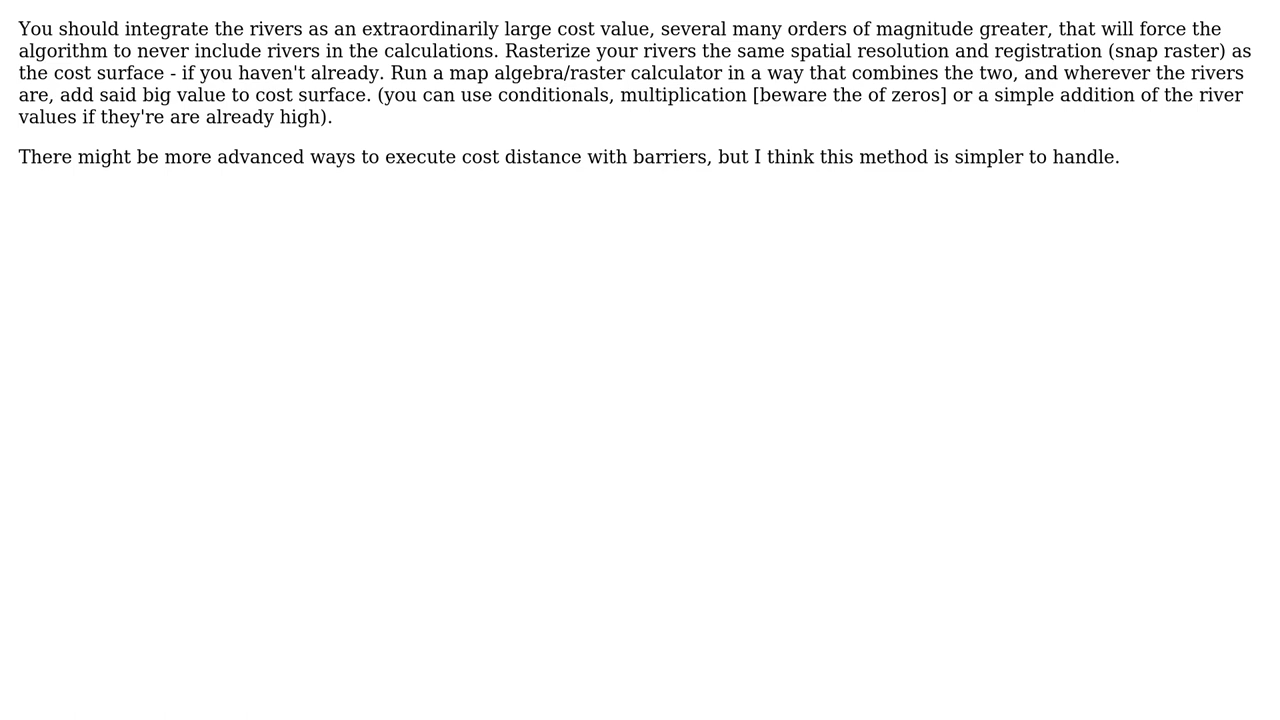 You should integrate the rivers as an extraordinarily large cost value, several many orders of magnitude greater, that will force the
algorithm to never include rivers in the calculations. Rasterize your rivers the same spatial resolution and registration (snap raster) as
the cost surface - if you haven't already. Run a map algebra/raster calculator in a way that combines the two, and wherever the rivers
are, add said big value to cost surface. (you can use conditionals, multiplication [beware the of zeros] or a simple addition of the river
values if they're are already high).
There might be more advanced ways to execute cost distance with barriers, but I think this method is simpler to handle.